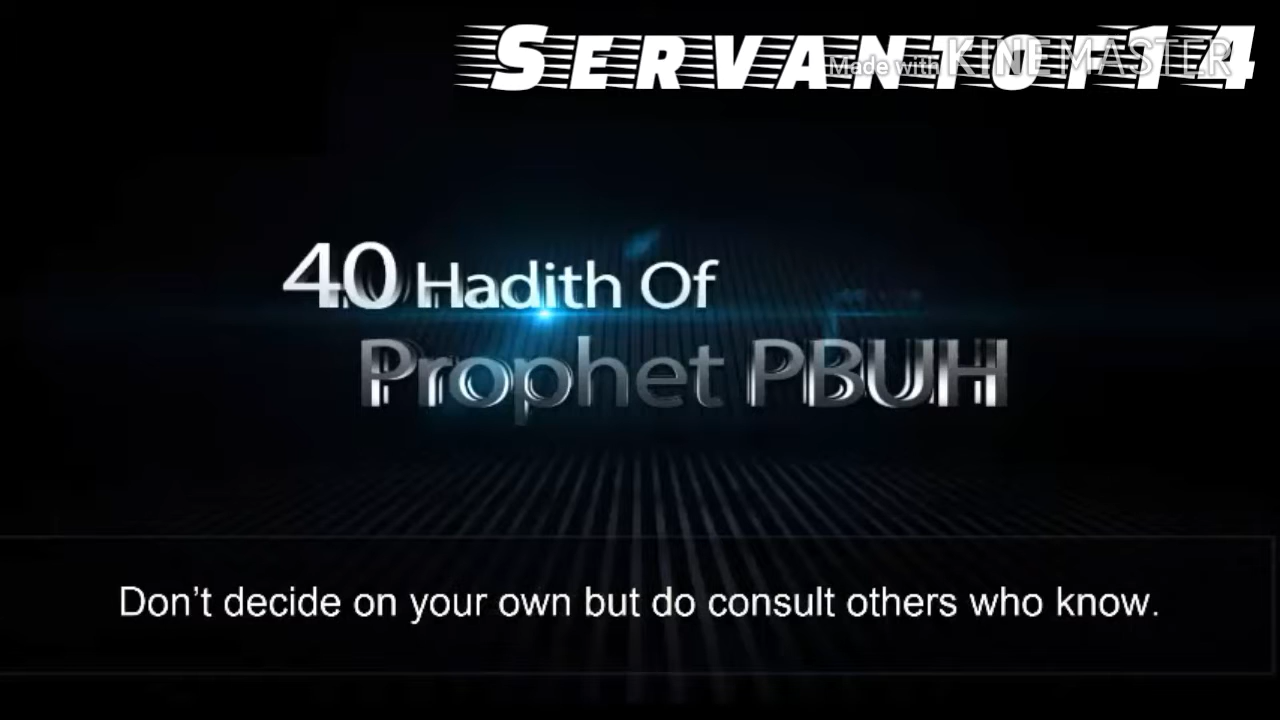 SERVANTOF14
Made with KINEMASTER
40 Hadith Of
Prophet PBUH
Don't decide on your own but do consult others who know.